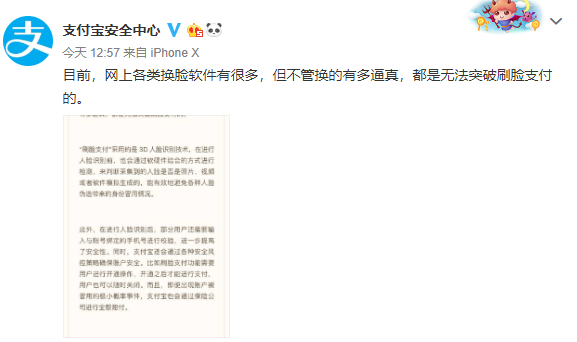 支
支付宝安全中心
今天 12:57 来自 iPhone X
目前，网上各类换脸软件有很多，但不管换的有多逼真，都是无法突破刷脸支付
的。
“刷脸支付”采用的是3D人脸识别技术。在进行
人脸识别前，也会通过软硬件结合的方式进行
检测，来判断采集到的人脸是否是照片、视频
或者软件模拟生成的。能有效地避免各种人脸
伪造带来的身份冒用情况。
此外，在进行人脸识别后，部分用户还需要输
入与账号绑定的手机号进行校验，进一步提高
了安全性。同时，支付宝还会通过各种安全风
控策略确保账户安全。比如刷脸支付功能需要
用户进行开通操作，开通之后才能进行支付，
用户也可以随时关闭。而且，即便出现账户被
冒用的极小概率事件，支付宝也会通过保险公
司进行全额赔付。